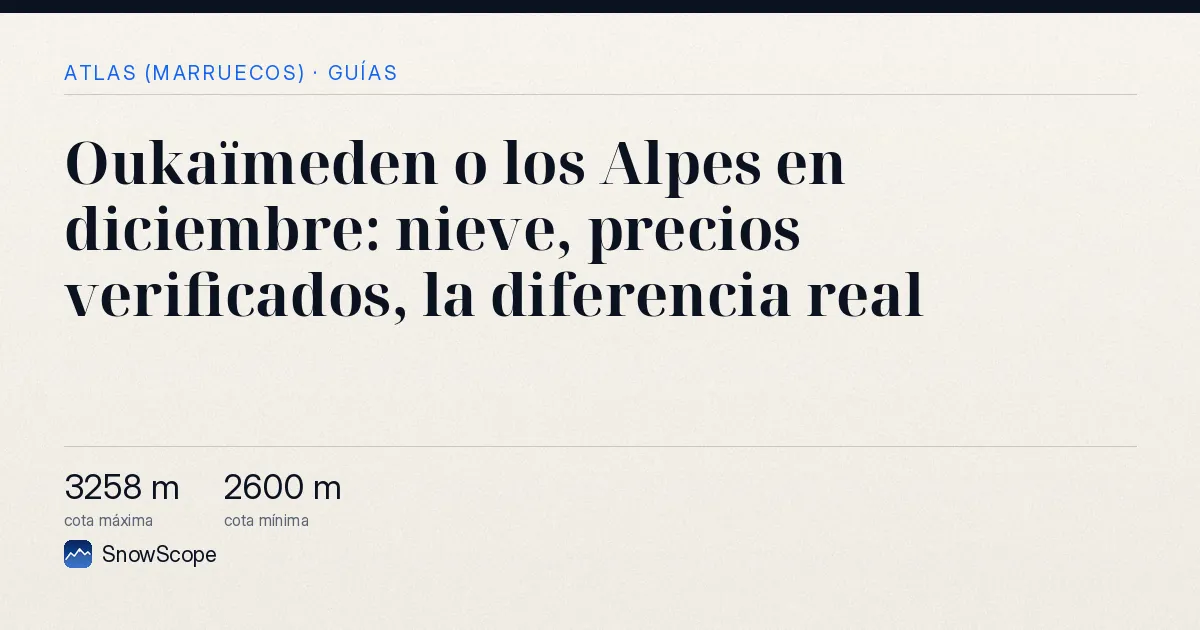 ATLAS (MARRUECOS) · GUÍAS
Oukaïmeden o los Alpes en
diciembre: nieve, precios
verificados, la diferencia real
3258 m 2600 m
cota máxima cota mínima
SnowScope